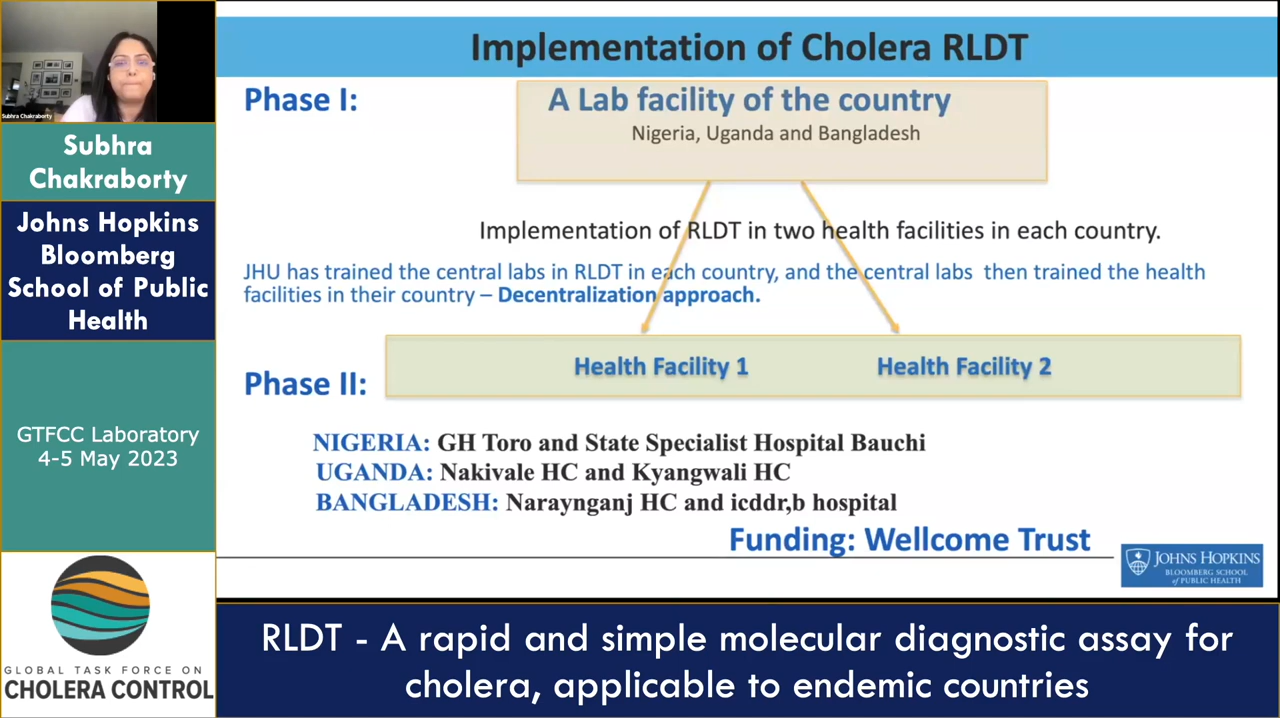 Subhra Chakraborty
Subhra
Chakraborty
Johns Hopkins
Bloomberg
School of Public
Health
GTFCC Laboratory
4-5 May 2023
GLOBAL TASK FORCE ON
CHOLERA CONTROL
Implementation of Cholera RLDT
Phase I:
A Lab facility of the country
Nigeria, Uganda and Bangladesh
Implementation of RLDT in two health facilities in each country.
JHU has trained the central labs in RLDT in each country, and the central labs then trained the health
facilities in their country – Decentralization approach.
Health Facility 1
Health Facility 2
Phase II:
NIGERIA: GH Toro and State Specialist Hospital Bauchi
UGANDA: Nakivale HC and Kyangwali HC
BANGLADESH: Naraynganj HC and icddr,b hospital
Funding: Wellcome Trust
JOHNS HOPKINS
BLOOMBERG SCHOOL
of PUBLIC HEALTH
RLDT - A rapid and simple molecular diagnostic assay for
cholera, applicable to endemic countries